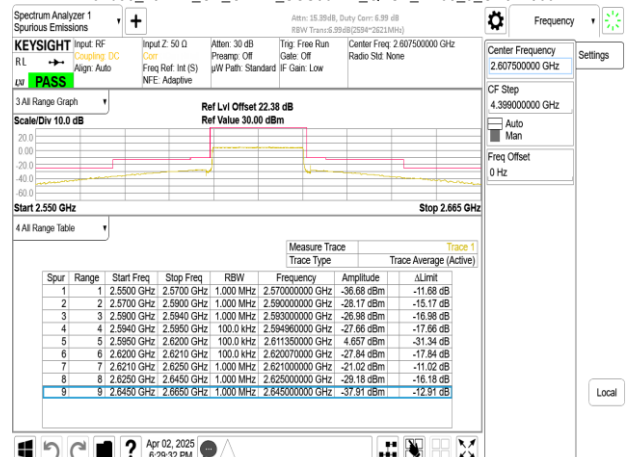 Spectrum Analyzer 1
Spurious Emissions
Attn: 15.39dB, Duty Corr: 6.99 dB
RBW Trans:6.99dB(2594*2621MHz)
Frequency
KEYSIGHT
Input: RF
Coupling: DC
Align: Auto
Input Z: 50 Ω
Corr
Freq Ref: Int (S)
NFE: Adaptive
Atten: 30 dB
Preamp: Off
µW Path: Standard
Trig: Free Run
Gate: Off
IF Gain: Low
Center Freq: 2.607500000 GHz
Radio Std: None
RL
LXI
PASS
Center Frequency
2.607500000 GHz
Settings
CF Step
4.399000000 GHz
Auto
Man
Freq Offset
0 Hz
3 All Range Graph
Ref Lvl Offset 22.38 dB
Scale/Div 10.0 dB
Ref Value 30.00 dBm
20.0
0.00
-20.0
-40.0
-60.0
Start 2.550 GHz
Stop 2.665 GHz
4 All Range Table
Measure Trace Trace 1
Trace Type Trace Average (Active)
Spur Range Start Freq Stop Freq RBW Frequency Amplitude ΔLimit
1 1 2.5500 GHz 2.5700 GHz 1.000 MHz 2.570000000 GHz -36.68 dBm -11.68 dB
2 2 2.5700 GHz 2.5900 GHz 1.000 MHz 2.590000000 GHz -28.17 dBm -15.17 dB
3 3 2.5900 GHz 2.5940 GHz 1.000 MHz 2.593000000 GHz -26.98 dBm -16.98 dB
4 4 2.5940 GHz 2.5950 GHz 100.0 kHz 2.594960000 GHz -27.66 dBm -17.66 dB
5 5 2.5950 GHz 2.6200 GHz 100.0 kHz 2.611350000 GHz 4.657 dBm -31.34 dB
6 6 2.6200 GHz 2.6210 GHz 100.0 kHz 2.620070000 GHz -27.84 dBm -17.84 dB
7 7 2.6210 GHz 2.6250 GHz 1.000 MHz 2.621000000 GHz -21.02 dBm -11.02 dB
8 8 2.6250 GHz 2.6450 GHz 1.000 MHz 2.625000000 GHz -29.18 dBm -16.18 dB
9 9 2.6450 GHz 2.6650 GHz 1.000 MHz 2.645000000 GHz -37.91 dBm -12.91 dB
Local
Apr 02, 2025
6:29:32 PM